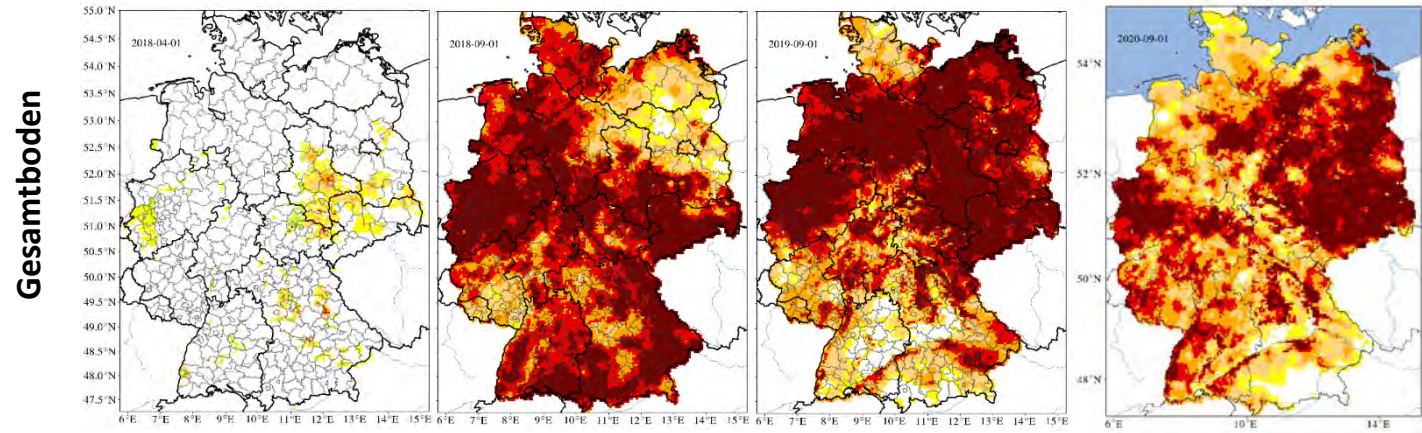 Gesamtboden
55.0°N
54.5°N
54.0°N
53.5°N
53.0°N
52.5°N
52.0°N
51.5°N
51.0°N
50.5°N
50.0°N
49.5°N
49.0°N
48.5°N
48.0°N
47.5°N
2018-04-01
6°E 7°E 8°E 9°E 10°E 11°E 12°E 13°E 14°E 15°E
2018-09-01
6°E 7°E 8°E 9°E 10°E 11°E 12°E 13°E 14°E 15°E
2019-09-01
6°E 7°E 8°E 9°E 10°E 11°E 12°E 13°E 14°E 15°E
2020-09-01
54°N
52°N
50°N
48°N
6°E 10°E 14°E